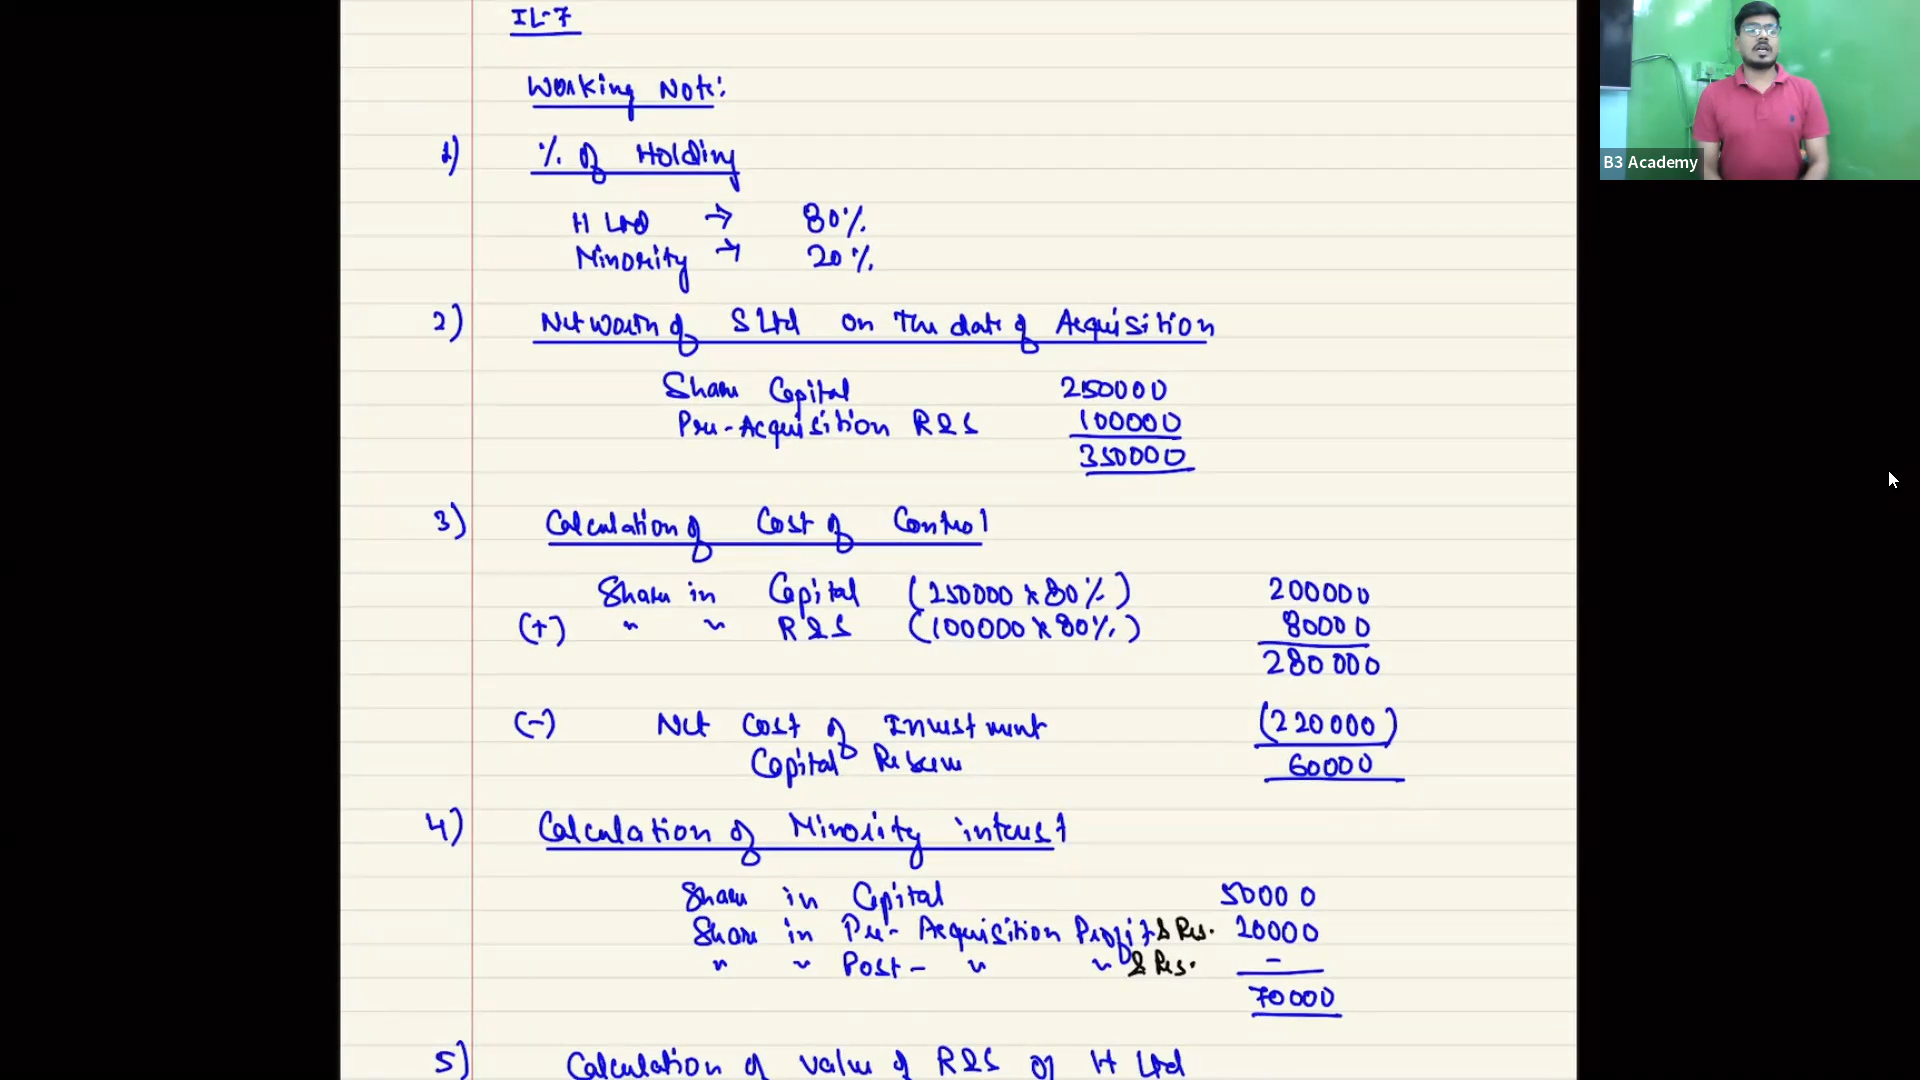 IL-7
Working Note:
1) % of Holding
H Ltd → 80%
Minority → 20%
2) Networth of S Ltd on the date of Acquisition
Share Capital 250000
Pre-Acquisition R&S 100000
350000
3) Calculation of Cost of Control
Share in Capital (250000 x 80%) 200000
(+) " " R&S (100000 x 80%) 80000
280 000
(-) Net Cost of Investment (220000)
Capital Reserve 60000
4) Calculation of Minority interest
Share in Capital 50000
Share in Pre-Acquisition Profit & Res. 20000
" " Post- " " & Res. -
70000
5) Calculation of value of R&S of H Ltd
B3 Academy